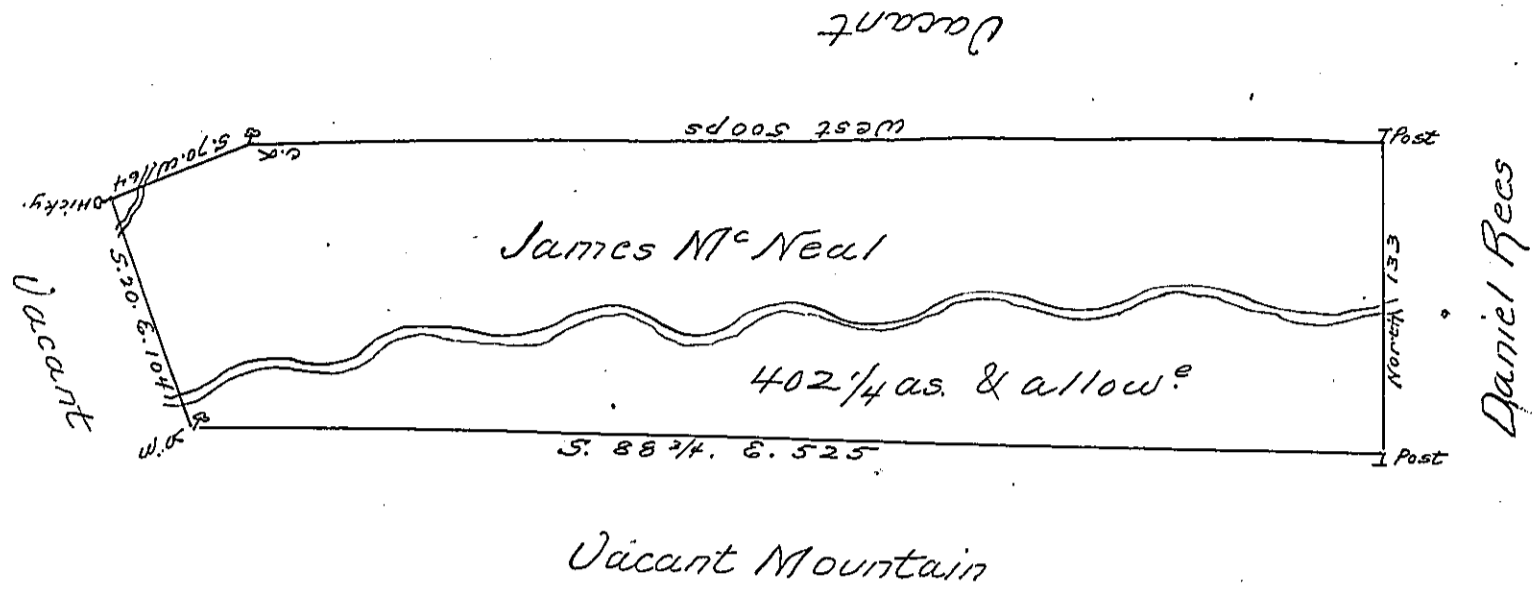 Vacant
West 500ps
Post
C.O.
S. 70. W. 64
Hicky.
S. 20. E. 104
Vacant
James McNeal
North 133
Daniel Rees
402 1/4 as. & allowe.
S. 88 3/4. E. 525
Post
Vacant Mountain